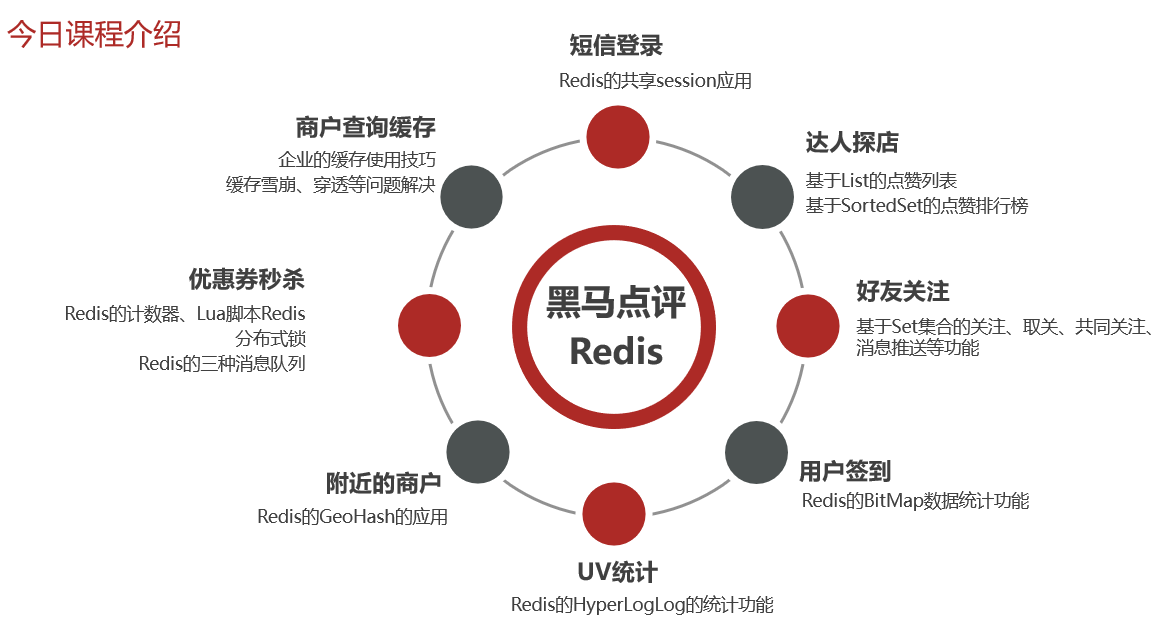 今日课程介绍
短信登录
Redis的共享session应用
商户查询缓存
企业的缓存使用技巧
缓存雪崩、穿透等问题解决
达人探店
基于List的点赞列表
基于SortedSet的点赞排行榜
优惠券秒杀
Redis的计数器、Lua脚本Redis
分布式锁
Redis的三种消息队列
黑马点评
Redis
好友关注
基于Set集合的关注、取关、共同关注、
消息推送等功能
附近的商户
Redis的GeoHash的应用
用户签到
Redis的BitMap数据统计功能
UV统计
Redis的HyperLogLog的统计功能